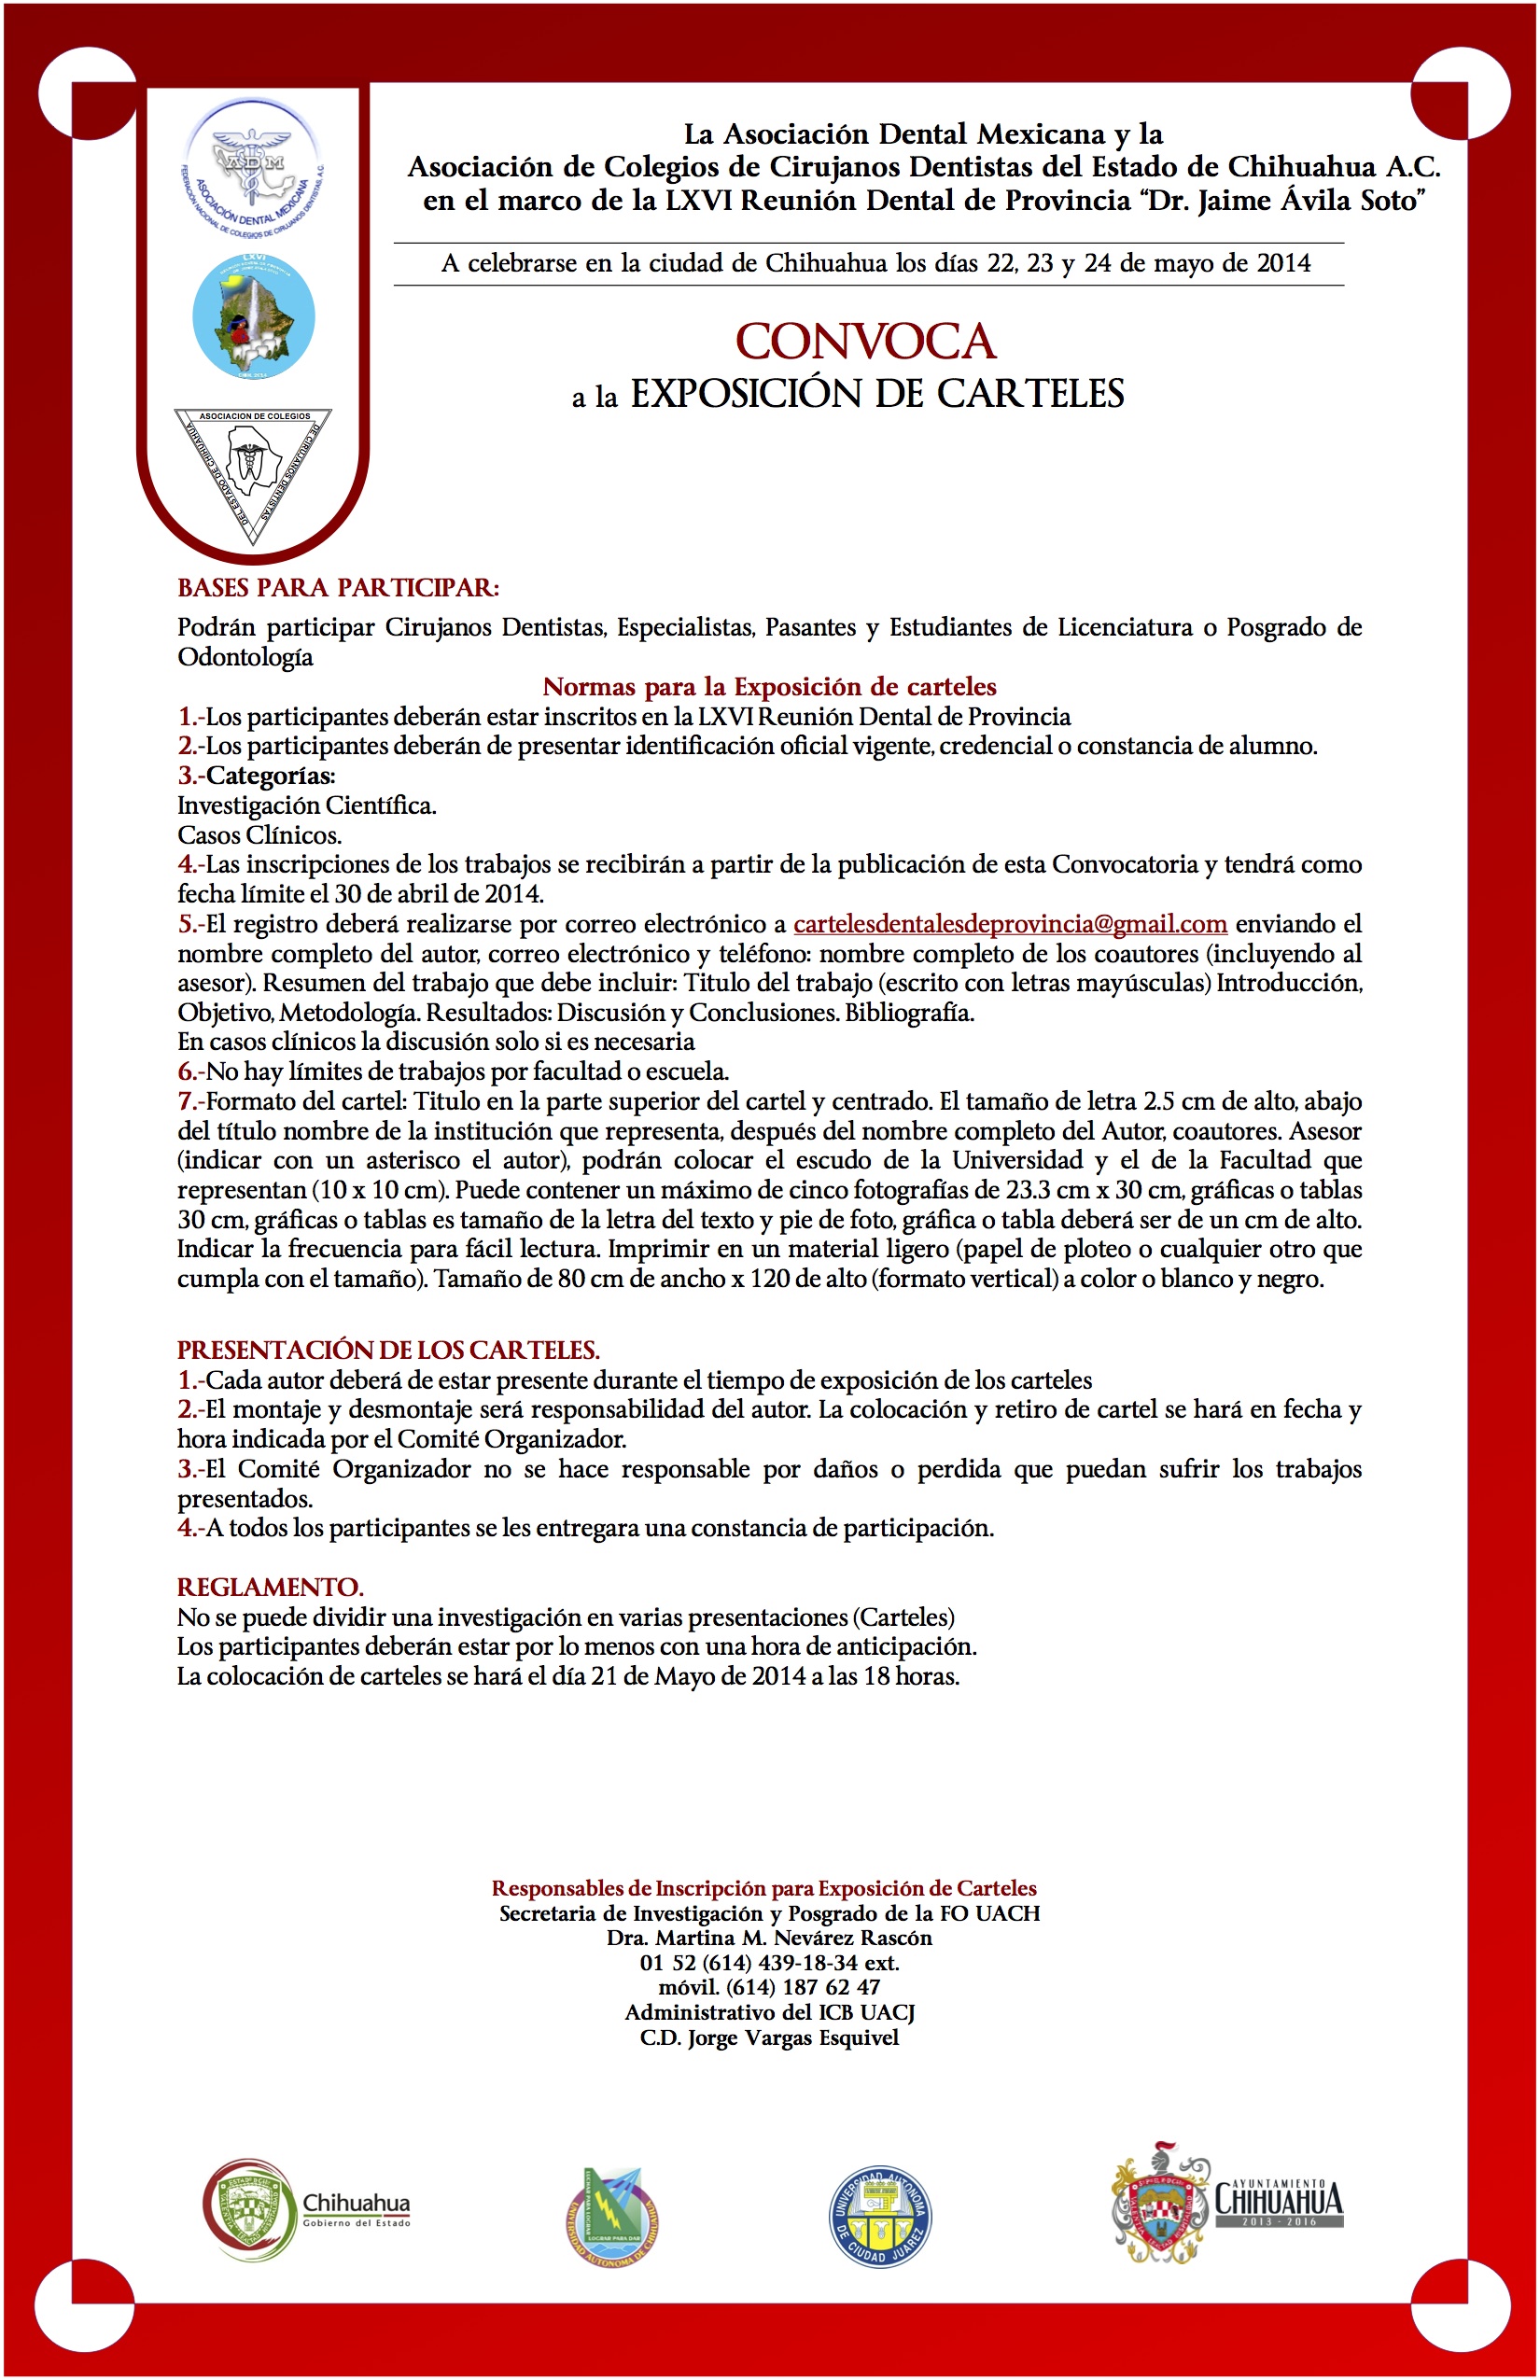 La Asociación Dental Mexicana y la
Asociación de Colegios de Cirujanos Dentistas del Estado de Chihuahua A.C.
en el marco de la LXVI Reunión Dental de Provincia “Dr. Jaime Ávila Soto”
A celebrarse en la ciudad de Chihuahua los días 22, 23 y 24 de mayo de 2014
CONVOCA
a la EXPOSICIÓN DE CARTELES
ADM
ASOCIACIÓN DENTAL MEXICANA
FEDERACIÓN NACIONAL DE COLEGIOS DE CIRUJANOS DENTISTAS, A.C.
LXVI
ASOCIACION DE COLEGIOS
DE CIRUJANOS DENTISTAS
DEL ESTADO DE CHIHUAHUA
BASES PARA PARTICIPAR:
Podrán participar Cirujanos Dentistas, Especialistas, Pasantes y Estudiantes de Licenciatura o Posgrado de
Odontología
Normas para la Exposición de carteles
1.-Los participantes deberán estar inscritos en la LXVI Reunión Dental de Provincia
2.-Los participantes deberán de presentar identificación oficial vigente, credencial o constancia de alumno.
3.-Categorías:
Investigación Científica.
Casos Clínicos.
4.-Las inscripciones de los trabajos se recibirán a partir de la publicación de esta Convocatoria y tendrá como
fecha límite el 30 de abril de 2014.
5.-El registro deberá realizarse por correo electrónico a cartelesdentalesdeprovincia@gmail.com enviando el
nombre completo del autor, correo electrónico y teléfono: nombre completo de los coautores (incluyendo al
asesor). Resumen del trabajo que debe incluir: Titulo del trabajo (escrito con letras mayúsculas) Introducción,
Objetivo, Metodología. Resultados: Discusión y Conclusiones. Bibliografía.
En casos clínicos la discusión solo si es necesaria
6.-No hay límites de trabajos por facultad o escuela.
7.-Formato del cartel: Titulo en la parte superior del cartel y centrado. El tamaño de letra 2.5 cm de alto, abajo
del título nombre de la institución que representa, después del nombre completo del Autor, coautores. Asesor
(indicar con un asterisco el autor), podrán colocar el escudo de la Universidad y el de la Facultad que
representan (10 x 10 cm). Puede contener un máximo de cinco fotografías de 23.3 cm x 30 cm, gráficas o tablas
30 cm, gráficas o tablas es tamaño de la letra del texto y pie de foto, gráfica o tabla deberá ser de un cm de alto.
Indicar la frecuencia para fácil lectura. Imprimir en un material ligero (papel de ploteo o cualquier otro que
cumpla con el tamaño). Tamaño de 80 cm de ancho x 120 de alto (formato vertical) a color o blanco y negro.
PRESENTACIÓN DE LOS CARTELES.
1.-Cada autor deberá de estar presente durante el tiempo de exposición de los carteles
2.-El montaje y desmontaje será responsabilidad del autor. La colocación y retiro de cartel se hará en fecha y
hora indicada por el Comité Organizador.
3.-El Comité Organizador no se hace responsable por daños o perdida que puedan sufrir los trabajos
presentados.
4.-A todos los participantes se les entregara una constancia de participación.
REGLAMENTO.
No se puede dividir una investigación en varias presentaciones (Carteles)
Los participantes deberán estar por lo menos con una hora de anticipación.
La colocación de carteles se hará el día 21 de Mayo de 2014 a las 18 horas.
Responsables de Inscripción para Exposición de Carteles
Secretaria de Investigación y Posgrado de la FO UACH
Dra. Martina M. Nevárez Rascón
01 52 (614) 439-18-34 ext.
móvil. (614) 187 62 47
Administrativo del ICB UACJ
C.D. Jorge Vargas Esquivel
Chihuahua
Gobierno del Estado
LUCHAR PARA LOGRAR
LOGRAR PARA DAR
UNIVERSIDAD AUTONOMA DE CHIHUAHUA
UNIVERSIDAD AUTONOMA
DE CIUDAD JUAREZ
AYUNTAMIENTO
CHIHUAHUA
2013 - 2016